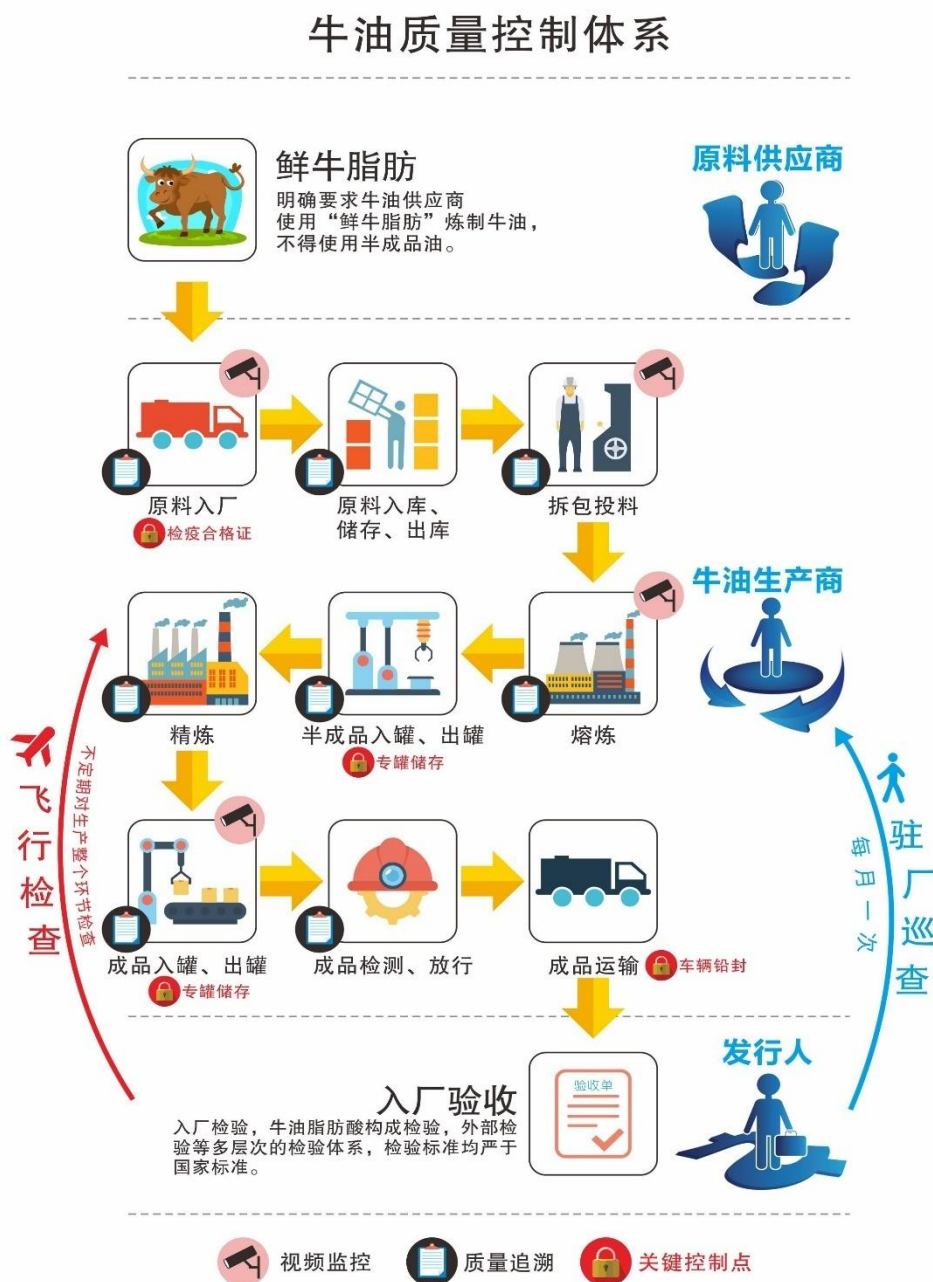 牛油质量控制体系
鲜牛脂肪
明确要求牛油供应商
使用“鲜牛脂肪”炼制牛油，
不得使用半成品油。
原料供应商
原料入厂
检疫合格证
原料入库、
储存、出库
拆包投料
牛油生产商
精炼
半成品入罐、出罐
专罐储存
熔炼
飞行检查
不定期对生产整个环节检查
驻厂巡查
每月一次
成品入罐、出罐
专罐储存
成品检测、放行
成品运输
车辆铅封
入厂验收
入厂检验，牛油脂肪酸构成检验，外部检
验等多层次的检验体系，检验标准均严于
国家标准。
验收单
发行人
视频监控
质量追溯
关键控制点